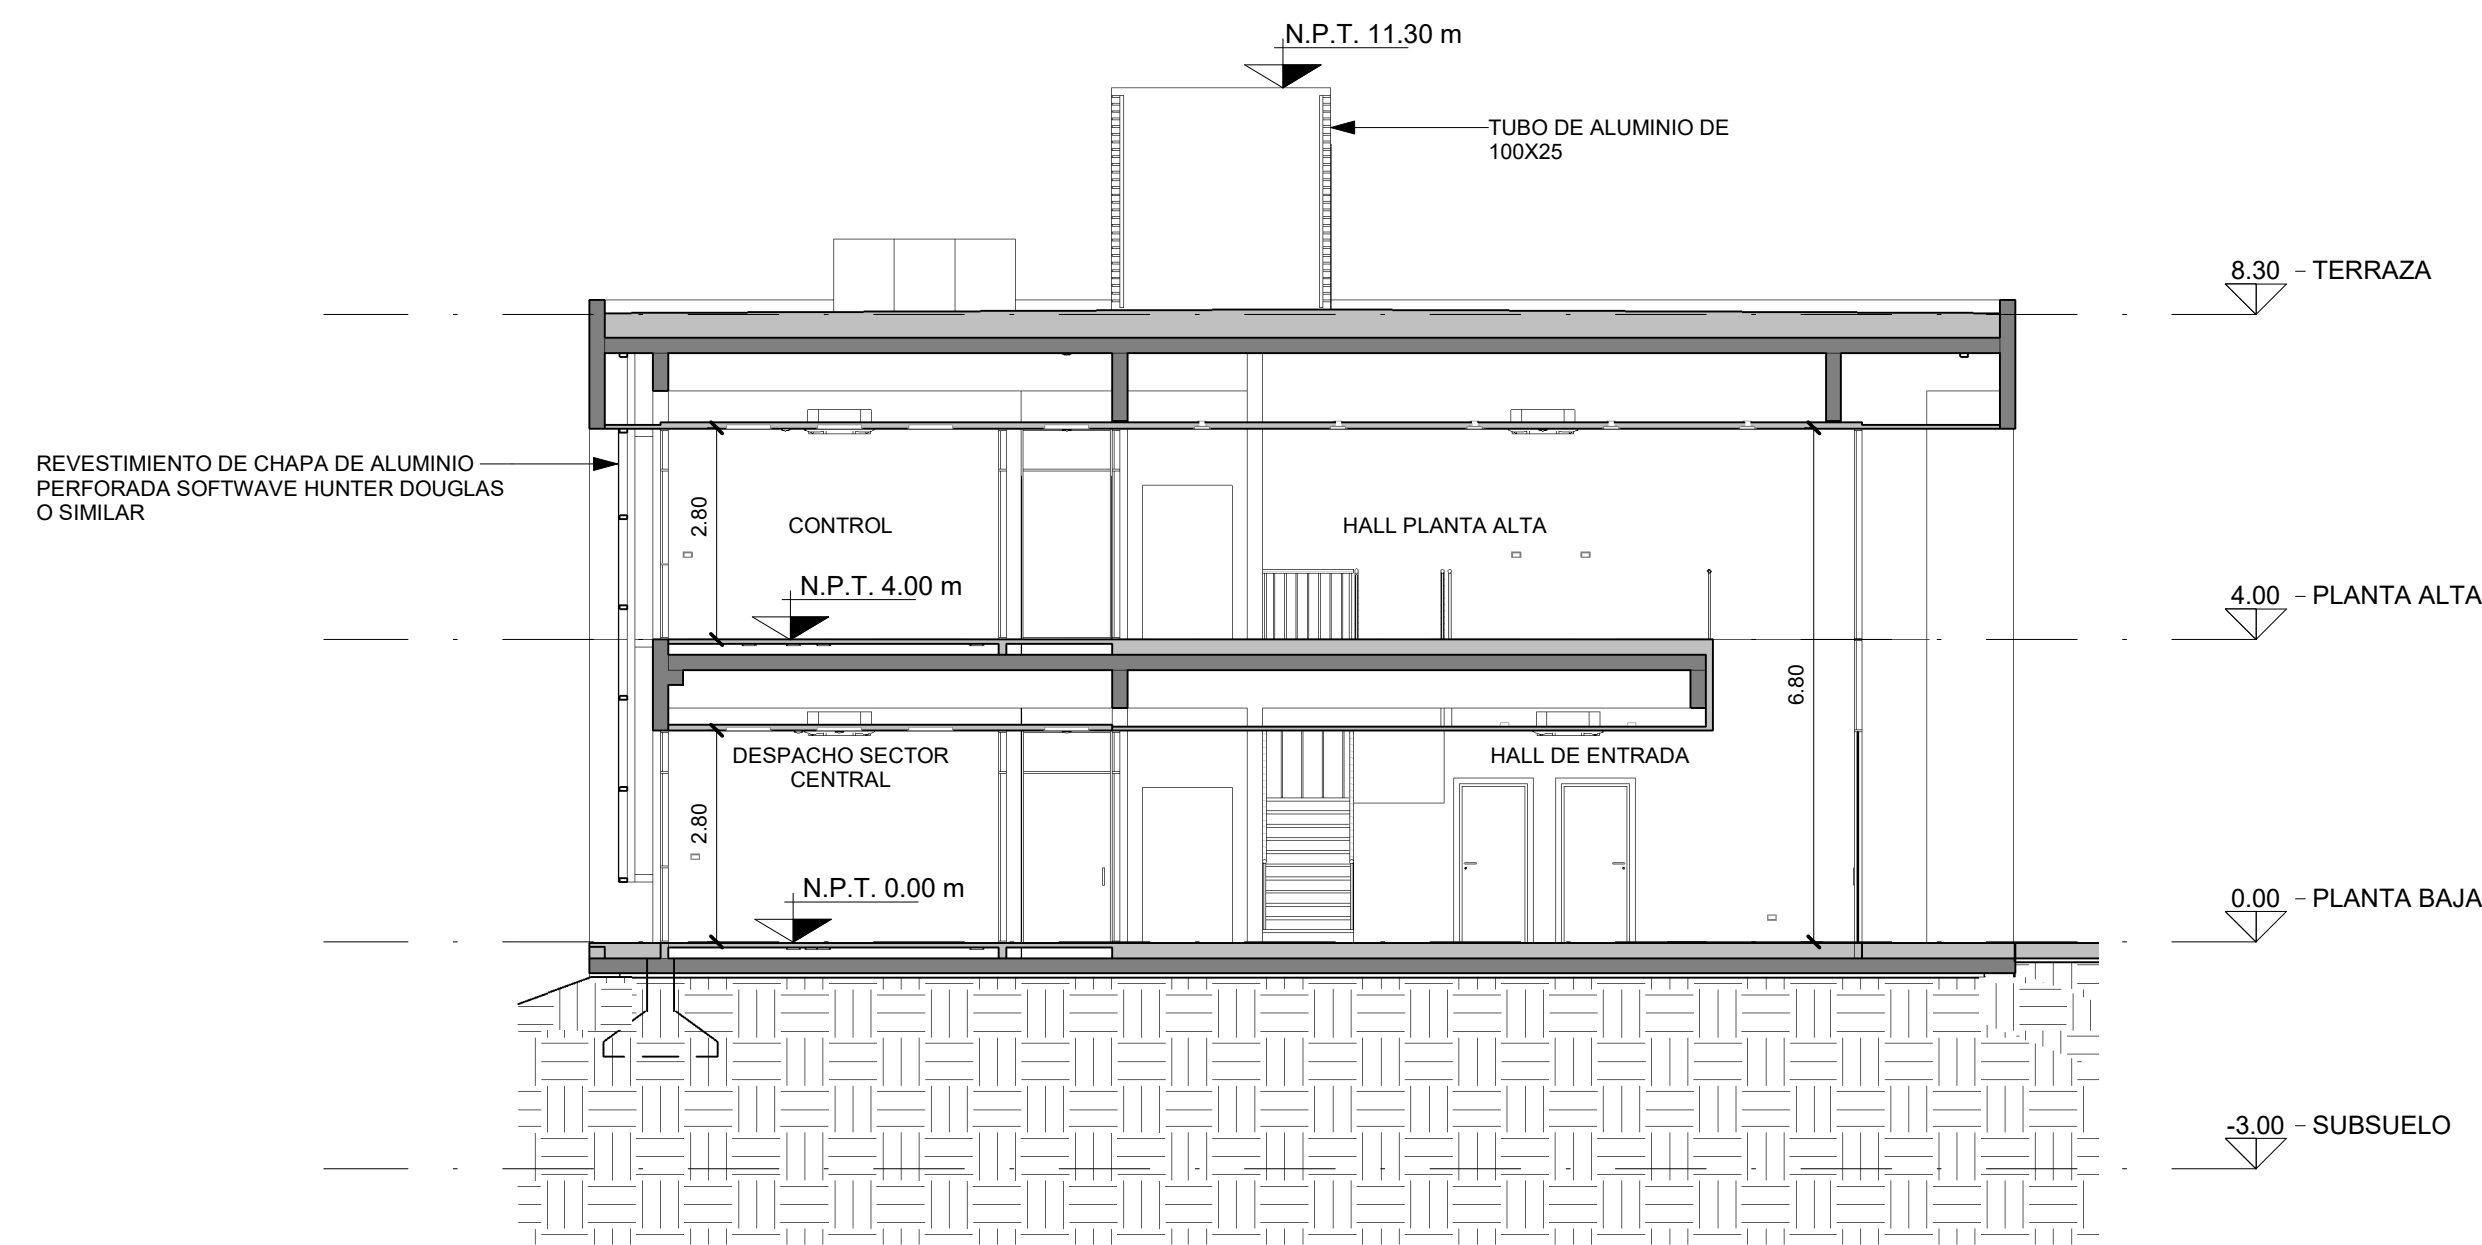 N.P.T. 11.30 m
TUBO DE ALUMINIO DE
100X25
8.30 - TERRAZA
REVESTIMIENTO DE CHAPA DE ALUMINIO
PERFORADA SOFTWAVE HUNTER DOUGLAS
O SIMILAR
2.80
CONTROL
HALL PLANTA ALTA
N.P.T. 4.00 m
4.00 - PLANTA ALTA
6.80
DESPACHO SECTOR
CENTRAL
HALL DE ENTRADA
2.80
N.P.T. 0.00 m
0.00 - PLANTA BAJA
-3.00 - SUBSUELO